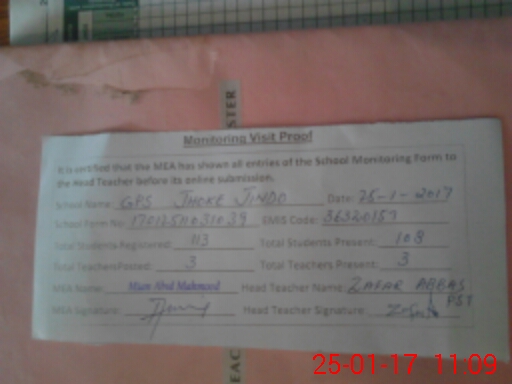 STER
Monitoring Visit Proof
It is certified that the MEA has shown all entries of the School Monitoring Form to
the Head Teacher before its online submission.
School Name: GPS JHOKE JINDO Date: 25-1-2017
School Form No: EMIS Code: 36320157
Total Students Registered: 113 Total Students Present: 108
Total Teachers Posted: 3 Total Teachers Present: 3
MEA Name: Mian Abd Mahmood Head Teacher Name: ZAFAR ABBAS
PST
MEA Signature: Head Teacher Signature:
EAC
25-01-17 11:09